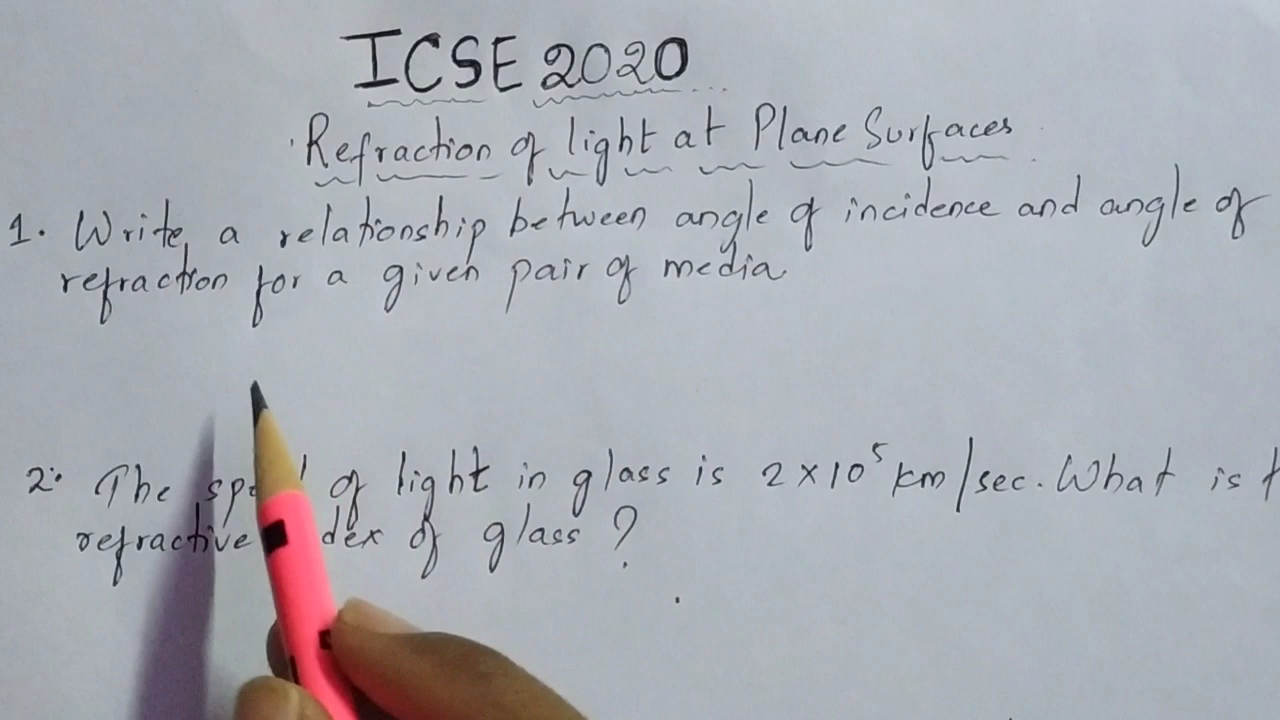 ICSE 2020
Refraction of light at Plane Surfaces
1. Write a relationship between angle of incidence and angle of
refraction for a given pair of media.
2. The of light in glass is 2 × 10⁵ km/sec. What is
refractive of glass ?